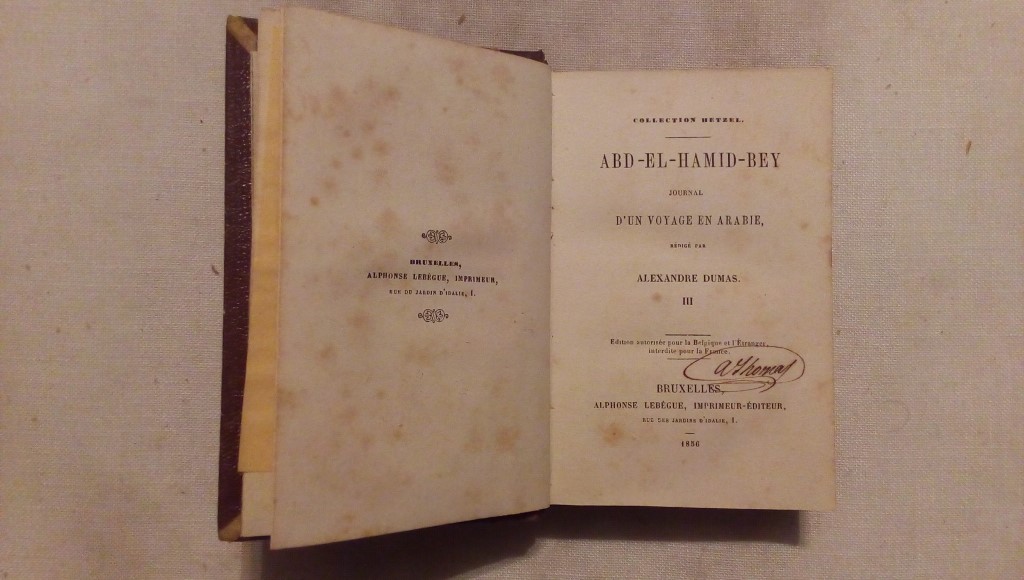 BRUXELLES,
ALPHONSE LEBÈGUE, IMPRIMEUR,
RUE DU JARDIN D'IDALIE, 1.
COLLECTION HETZEL.
ABD-EL-HAMID-BEY
JOURNAL
D'UN VOYAGE EN ARABIE,
RÉDIGÉ PAR
ALEXANDRE DUMAS.
III
Edition autorisée pour la Belgique et l'Étranger,
interdite pour la France.
A Thomas
BRUXELLES,
ALPHONSE LEBÈGUE, IMPRIMEUR-ÉDITEUR,
RUE DES JARDINS D'IDALIE, 1.
1856